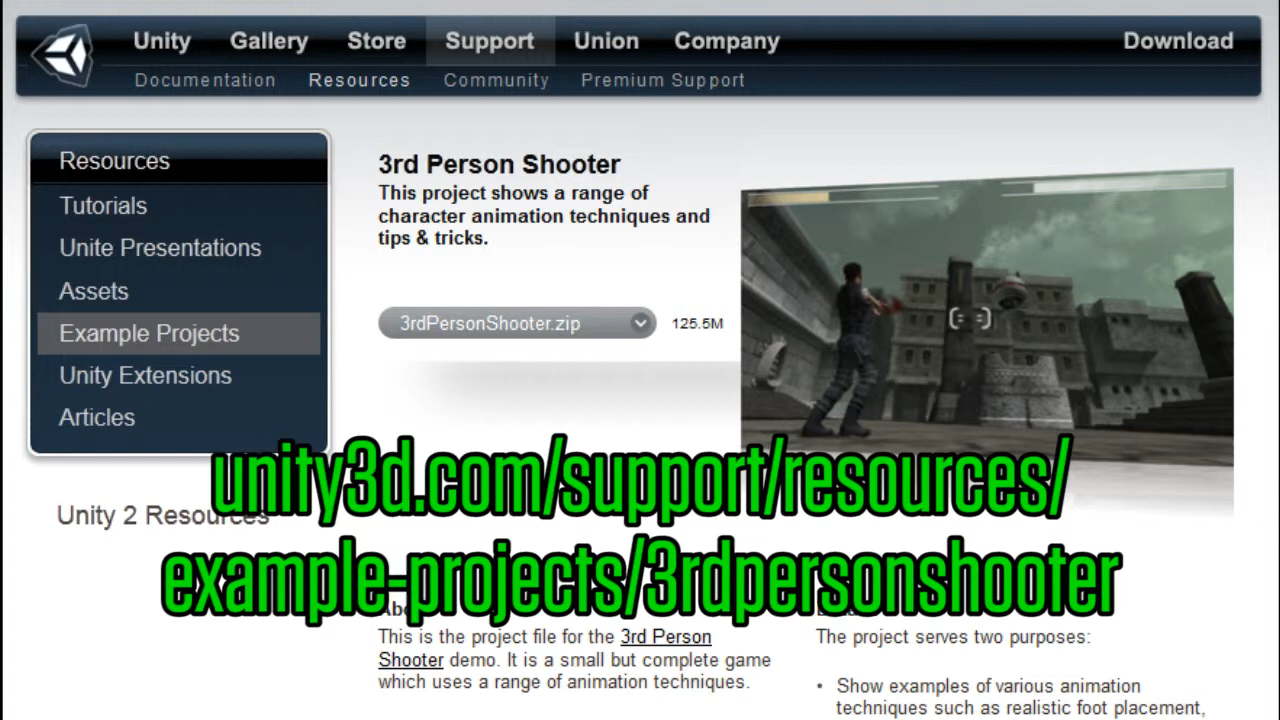 Unity Gallery Store Support Union Company Download
Documentation Resources Community Premium Support
Resources
Tutorials
Unite Presentations
Assets
Example Projects
Unity Extensions
Articles
Unity 2 Resources
3rd Person Shooter
This project shows a range of
character animation techniques and
tips & tricks.
3rdPersonShooter.zip 125.5M
unity3d.com/support/resources/
example-projects/3rdpersonshooter
This is the project file for the 3rd Person
Shooter demo. It is a small but complete game
which uses a range of animation techniques.
The project serves two purposes:
• Show examples of various animation
techniques such as realistic foot placement,